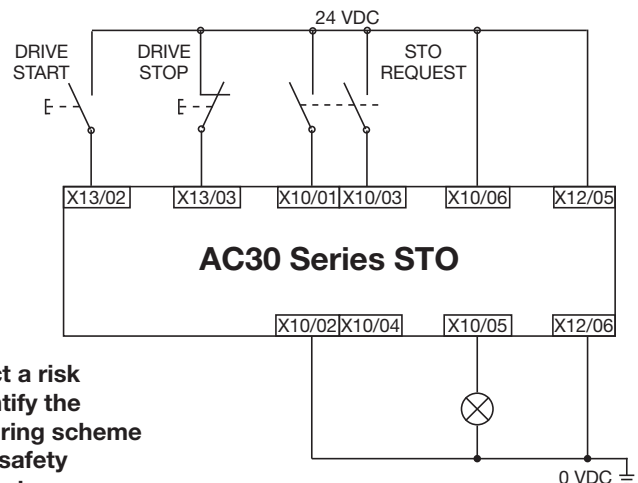 24 VDC
DRIVE
START
DRIVE
STOP
STO
REQUEST
X13/02 X13/03 X10/01 X10/03 X10/06 X12/05
AC30 Series STO
X10/02 X10/04 X10/05 X12/06
ct a risk
ntify the
ring scheme
safety
0 VDC